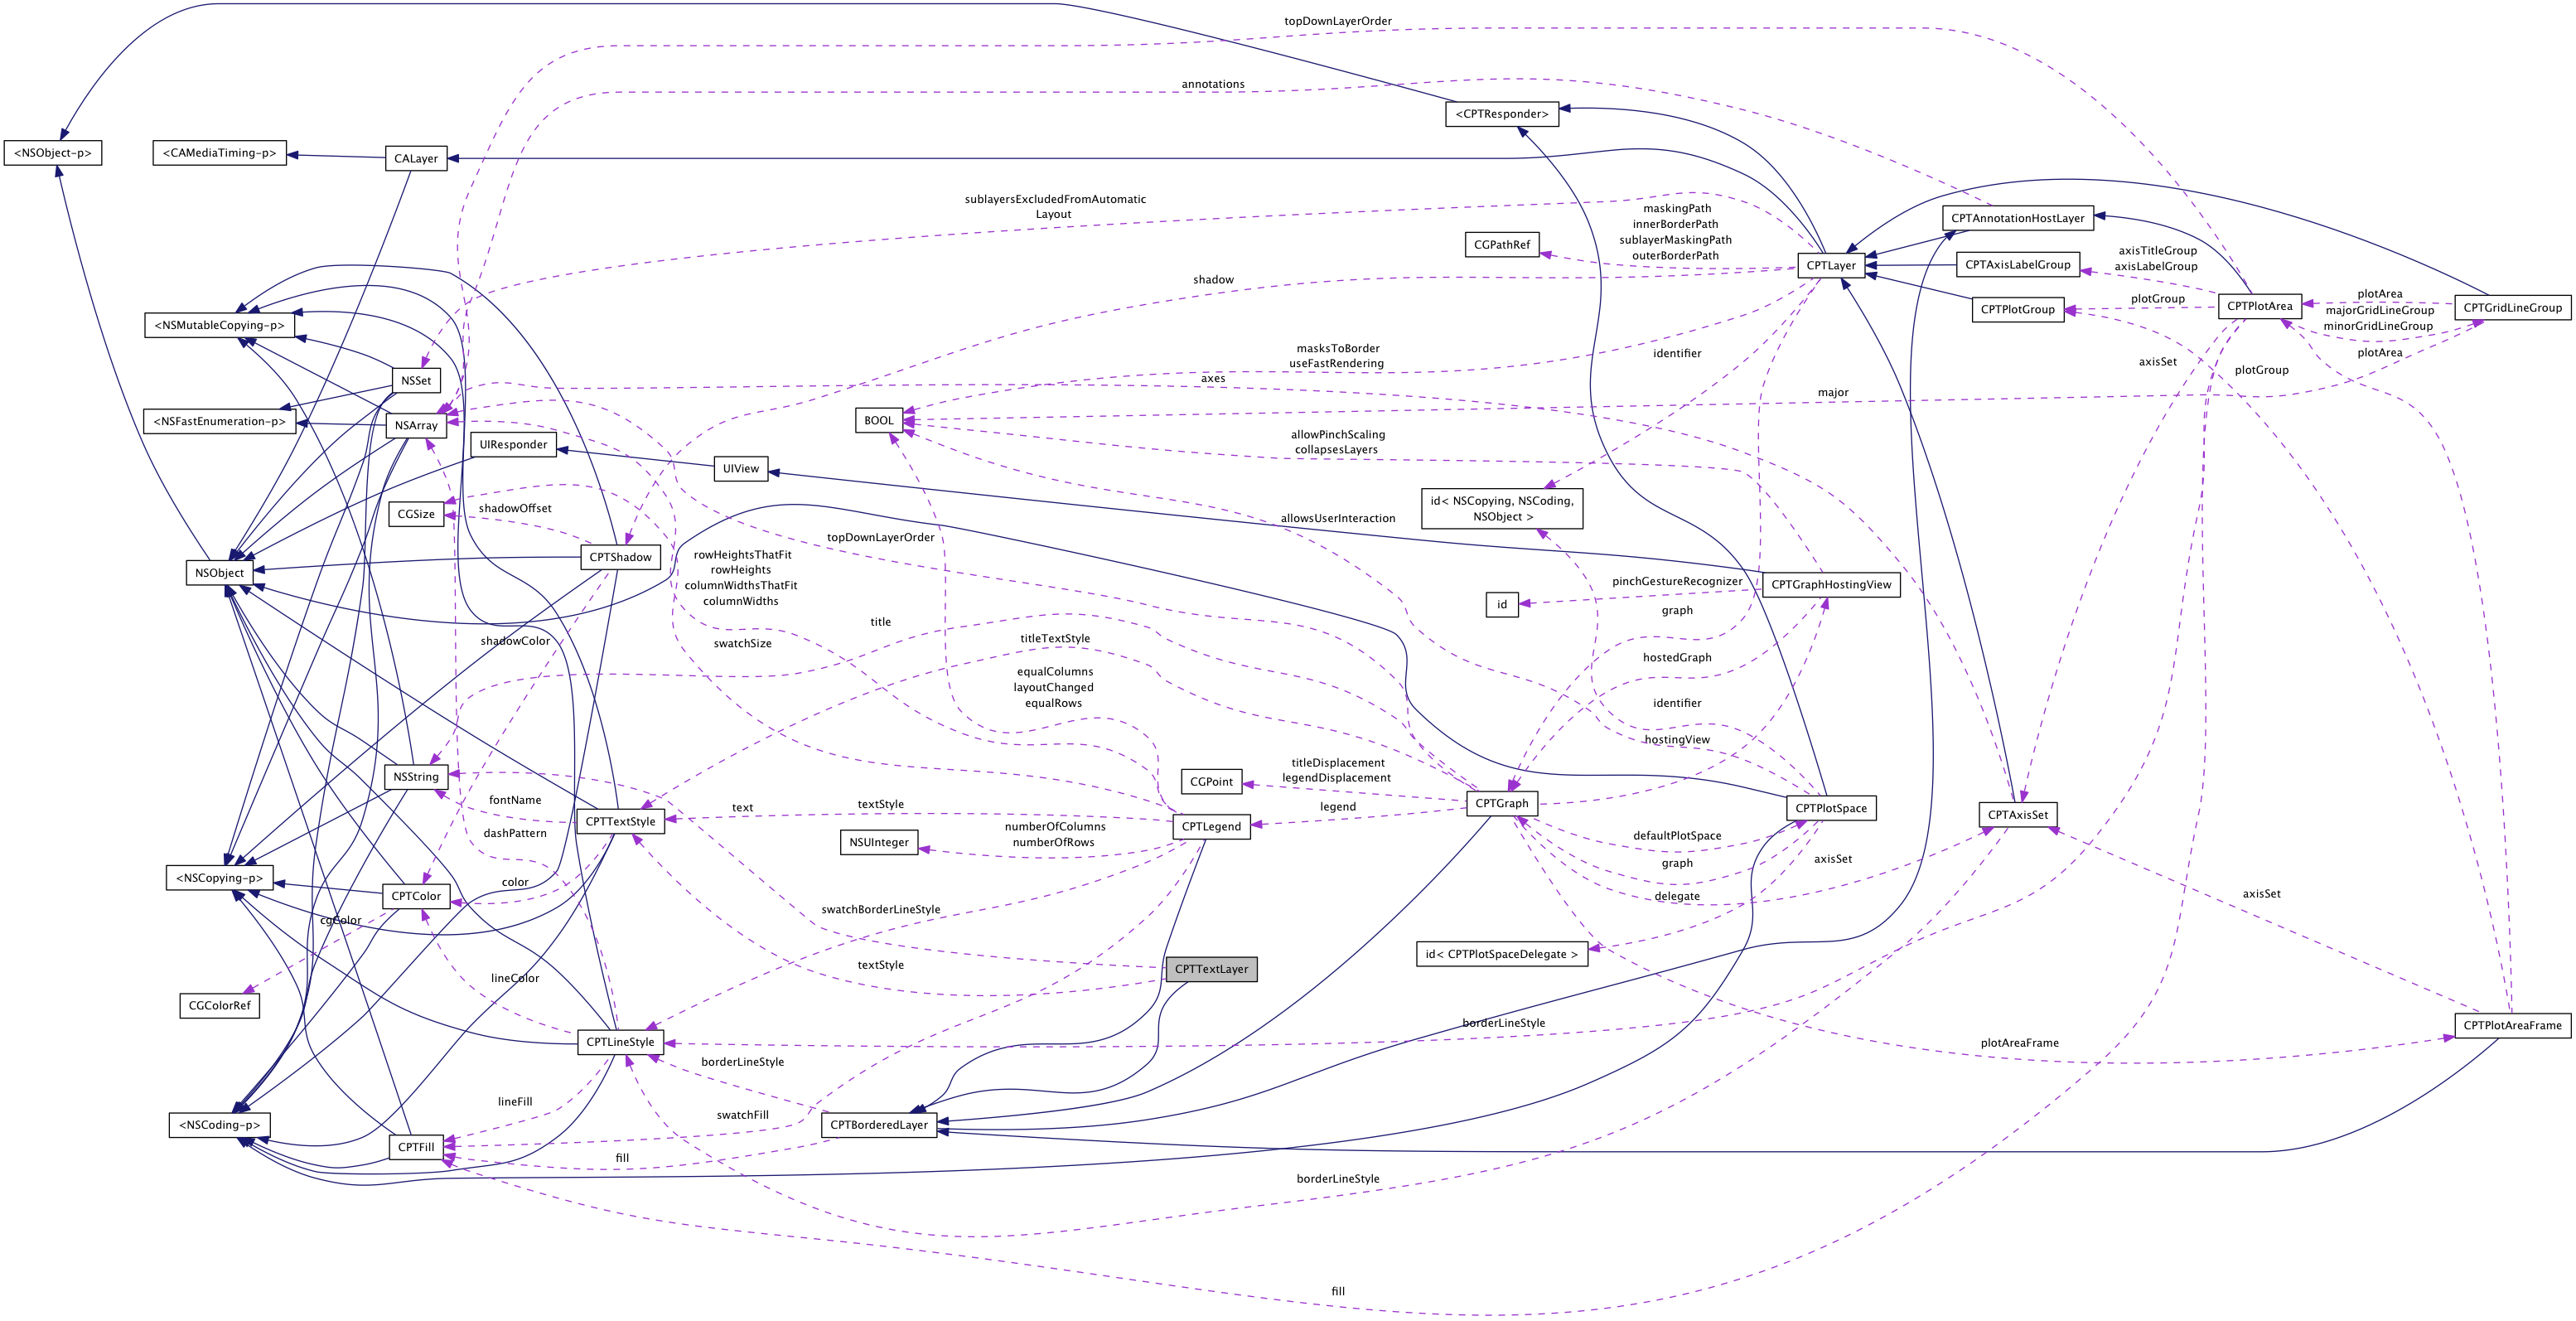 topDownLayerOrder
annotations
<CPTResponder>
<NSObject-p>
<CAMediaTiming-p>
CALayer
sublayersExcludedFromAutomatic
Layout
maskingPath
innerBorderPath
sublayerMaskingPath
outerBorderPath
CGPathRef
CPTAnnotationHostLayer
CPTLayer
CPTAxisLabelGroup
axisTitleGroup
axisLabelGroup
shadow
plotGroup
CPTPlotGroup
CPTPlotArea
plotArea
majorGridLineGroup
minorGridLineGroup
CPTGridLineGroup
<NSMutableCopying-p>
masksToBorder
useFastRendering
identifier
axisSet
plotArea
plotGroup
NSSet
axes
major
<NSFastEnumeration-p>
NSArray
BOOL
UIResponder
allowPinchScaling
collapsesLayers
UIView
CGSize
shadowOffset
id< NSCopying, NSCoding,
NSObject >
allowsUserInteraction
topDownLayerOrder
CPTShadow
rowHeightsThatFit
rowHeights
columnWidthsThatFit
columnWidths
NSObject
pinchGestureRecognizer
CPTGraphHostingView
id
graph
title
shadowColor
swatchSize
titleTextStyle
hostedGraph
equalColumns
layoutChanged
equalRows
identifier
hostingView
NSString
CGPoint
titleDisplacement
legendDisplacement
fontName
text
textStyle
legend
CPTGraph
CPTPlotSpace
CPTAxisSet
CPTTextStyle
CPTLegend
dashPattern
NSUInteger
numberOfColumns
numberOfRows
defaultPlotSpace
graph
axisSet
<NSCopying-p>
CPTColor
color
delegate
axisSet
cgColor
swatchBorderLineStyle
id< CPTPlotSpaceDelegate >
textStyle
CPTTextLayer
lineColor
CGColorRef
borderLineStyle
CPTPlotAreaFrame
CPTLineStyle
plotAreaFrame
borderLineStyle
lineFill
swatchFill
<NSCoding-p>
CPTBorderedLayer
CPTFill
fill
borderLineStyle
fill